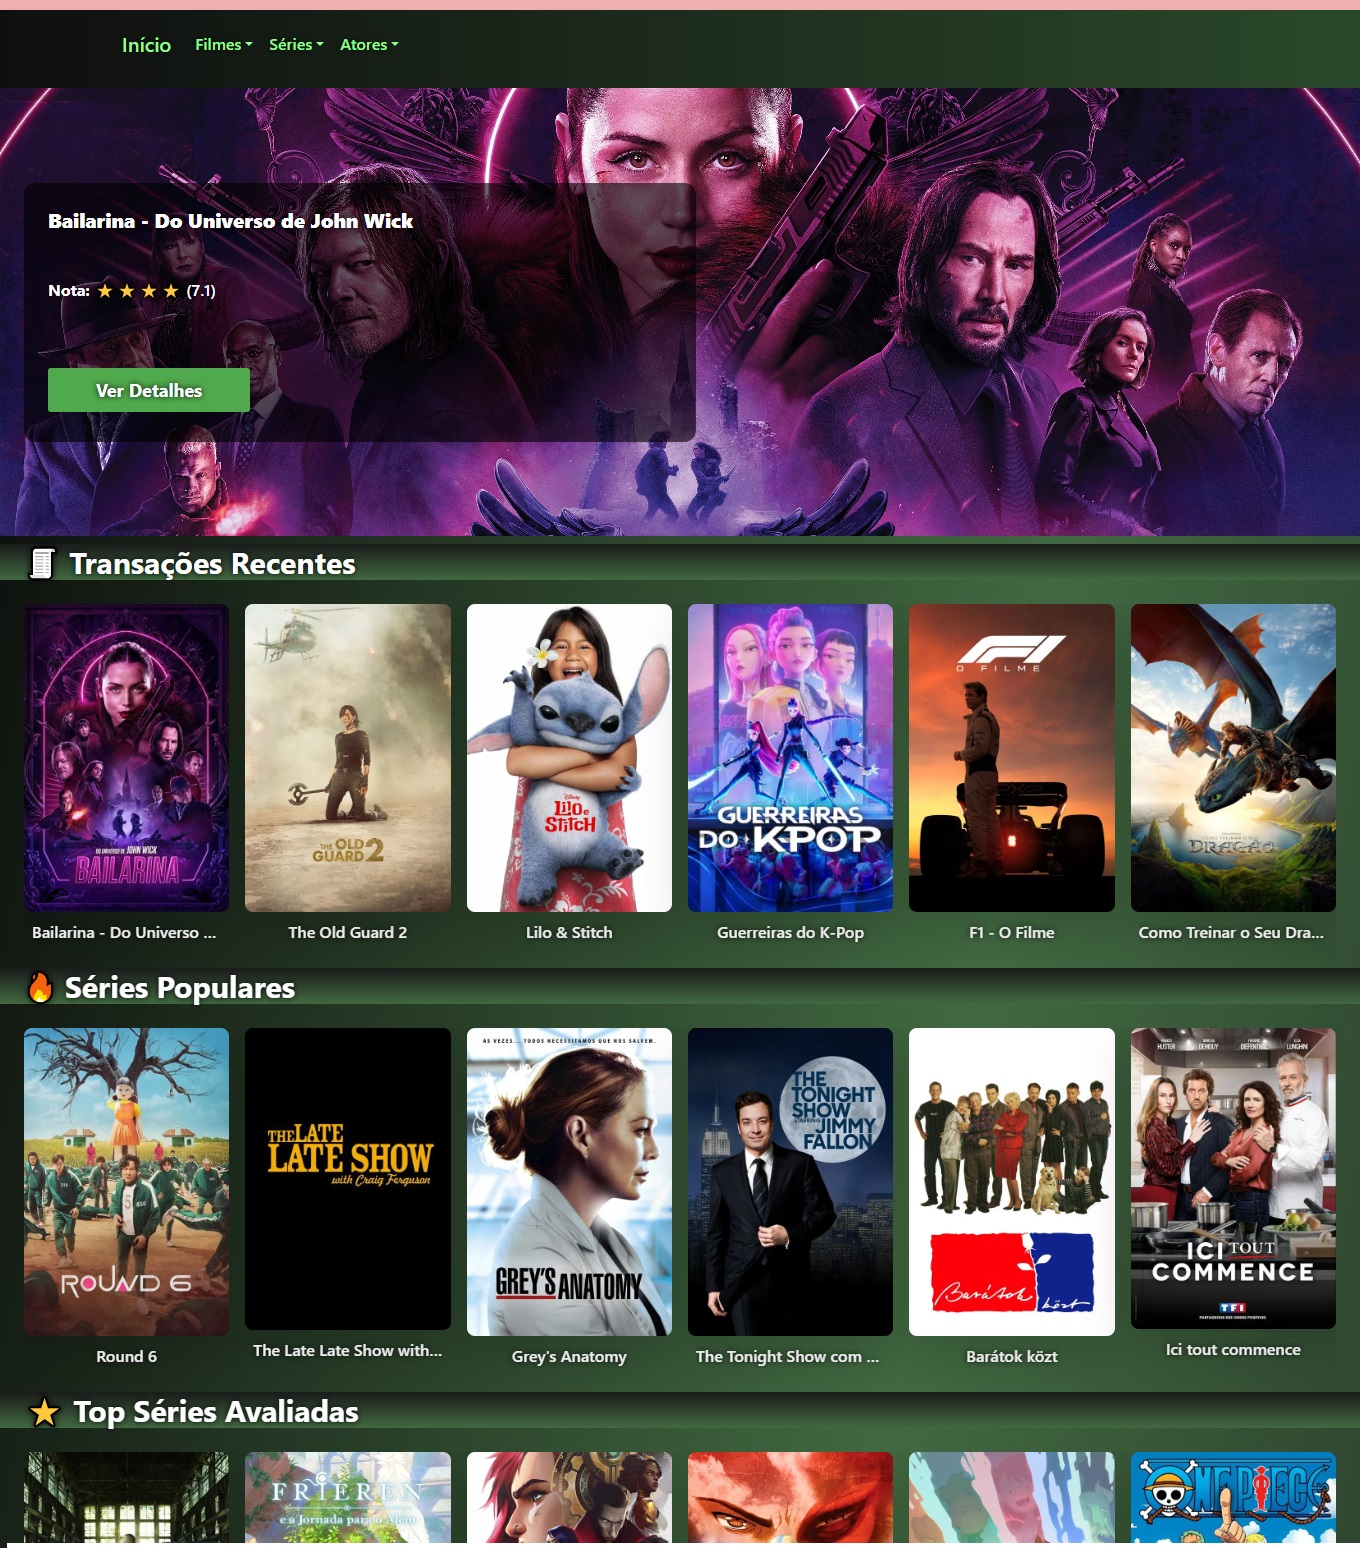 Início Filmes Séries Atores
Bailarina - Do Universo de John Wick
Nota: ★ ★ ★ ★ (7.1)
Ver Detalhes
Transações Recentes
DO UNIVERSO DE JOHN WICK
BAILARINA
THE OLD
GUARD 2
Disney
Lilo &
Stitch
GUERREIRAS
DO K-POP
F1
O FILME
COMO TREINAR O SEU
DRAGÃO
Bailarina - Do Universo ...
The Old Guard 2
Lilo & Stitch
Guerreiras do K-Pop
F1 - O Filme
Como Treinar o Seu Dra...
Séries Populares
ROUND 6
THE LATE
LATE SHOW
with Craig Ferguson
ÀS VEZES... TODOS NECESSITAMOS QUE NOS SALVEM.
GREY'S ANATOMY
THE
TONIGHT
SHOW
STARRING
JIMMY
FALLON
Barátok
közt
ICI TOUT
COMMENCE
TF1
Round 6
The Late Late Show with...
Grey's Anatomy
The Tonight Show com ...
Barátok közt
Ici tout commence
Top Séries Avaliadas
FRIEREN
e a Jornada para o Além
ONE PIECE